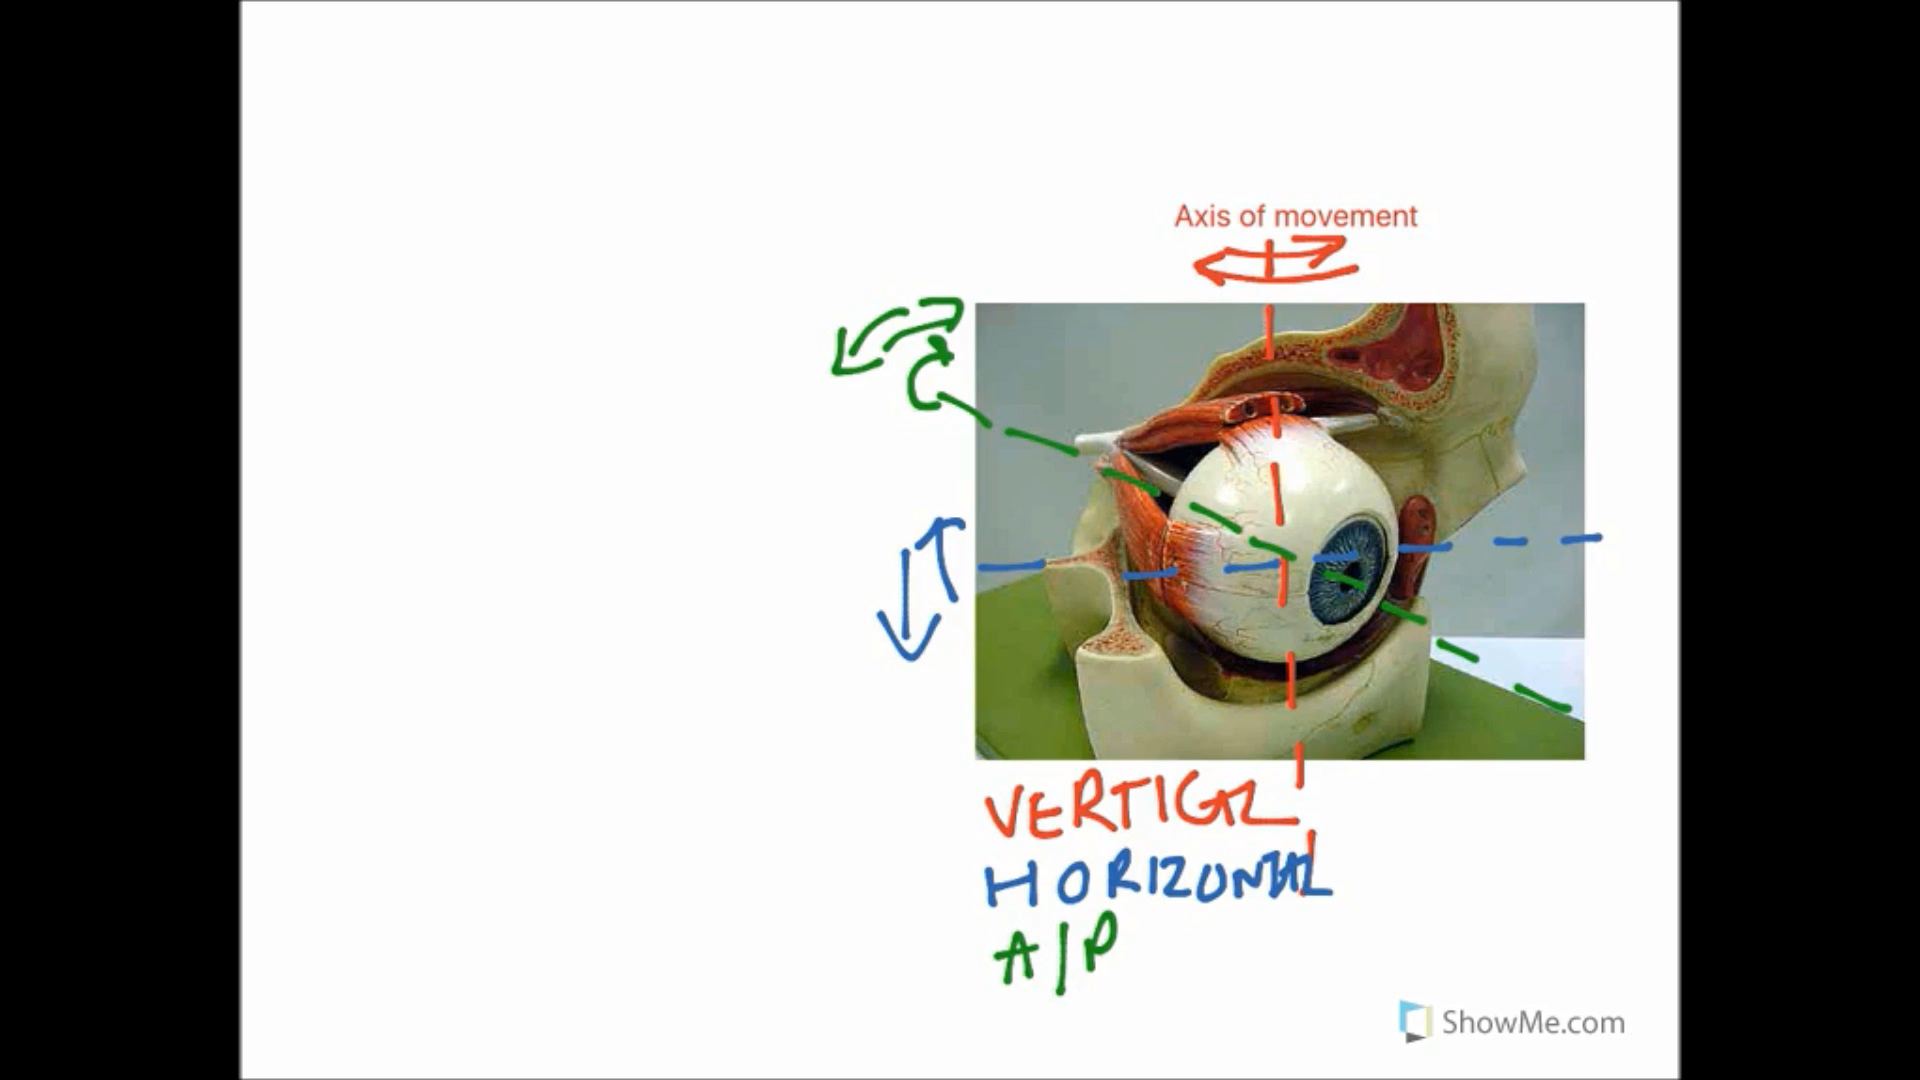 Axis of movement
VERTICAL
HORIZONTAL
A/P
ShowMe.com